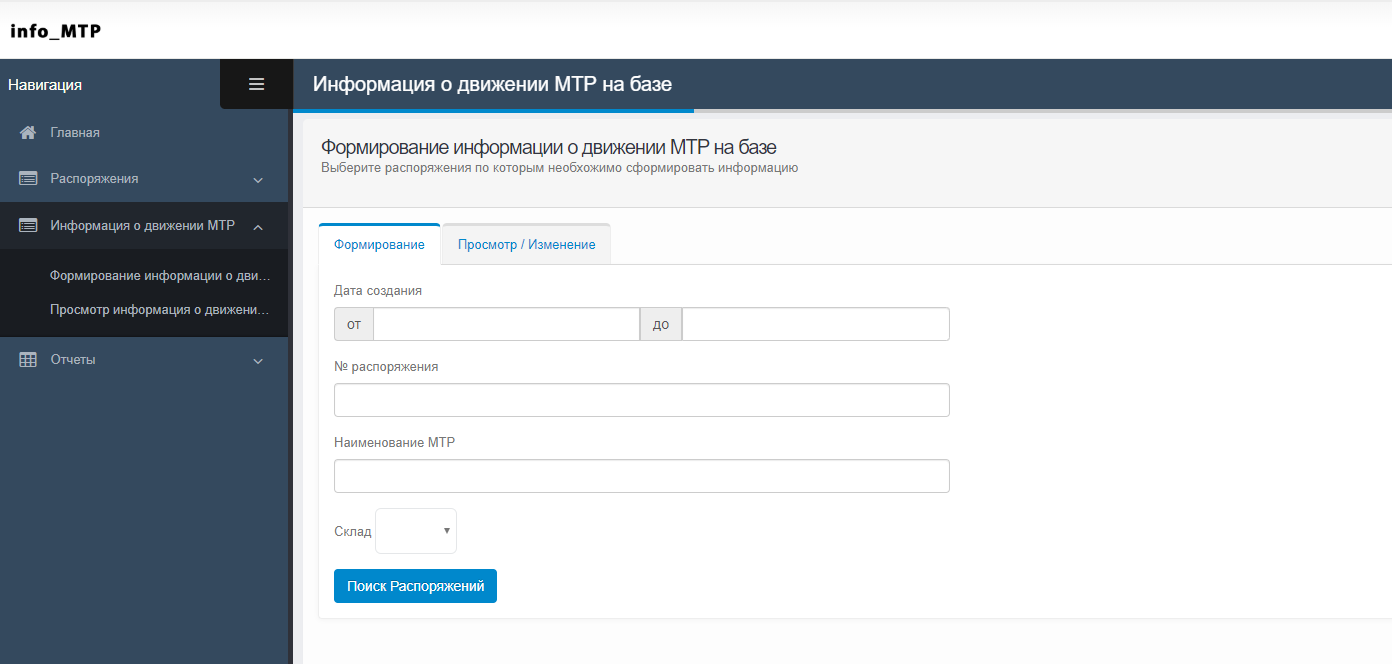 info_MTP
Навигация
Информация о движении МТР на базе
Главная
Распоряжения
Информация о движении МТР
Формирование информации о дви...
Просмотр информация о движени...
Отчеты
Формирование информации о движении МТР на базе
Выберите распоряжения по которым необхожимо сформировать информацию
Формирование
Просмотр / Изменение
Дата создания
от
до
№ распоряжения
Наименование МТР
Склад
Поиск Распоряжений